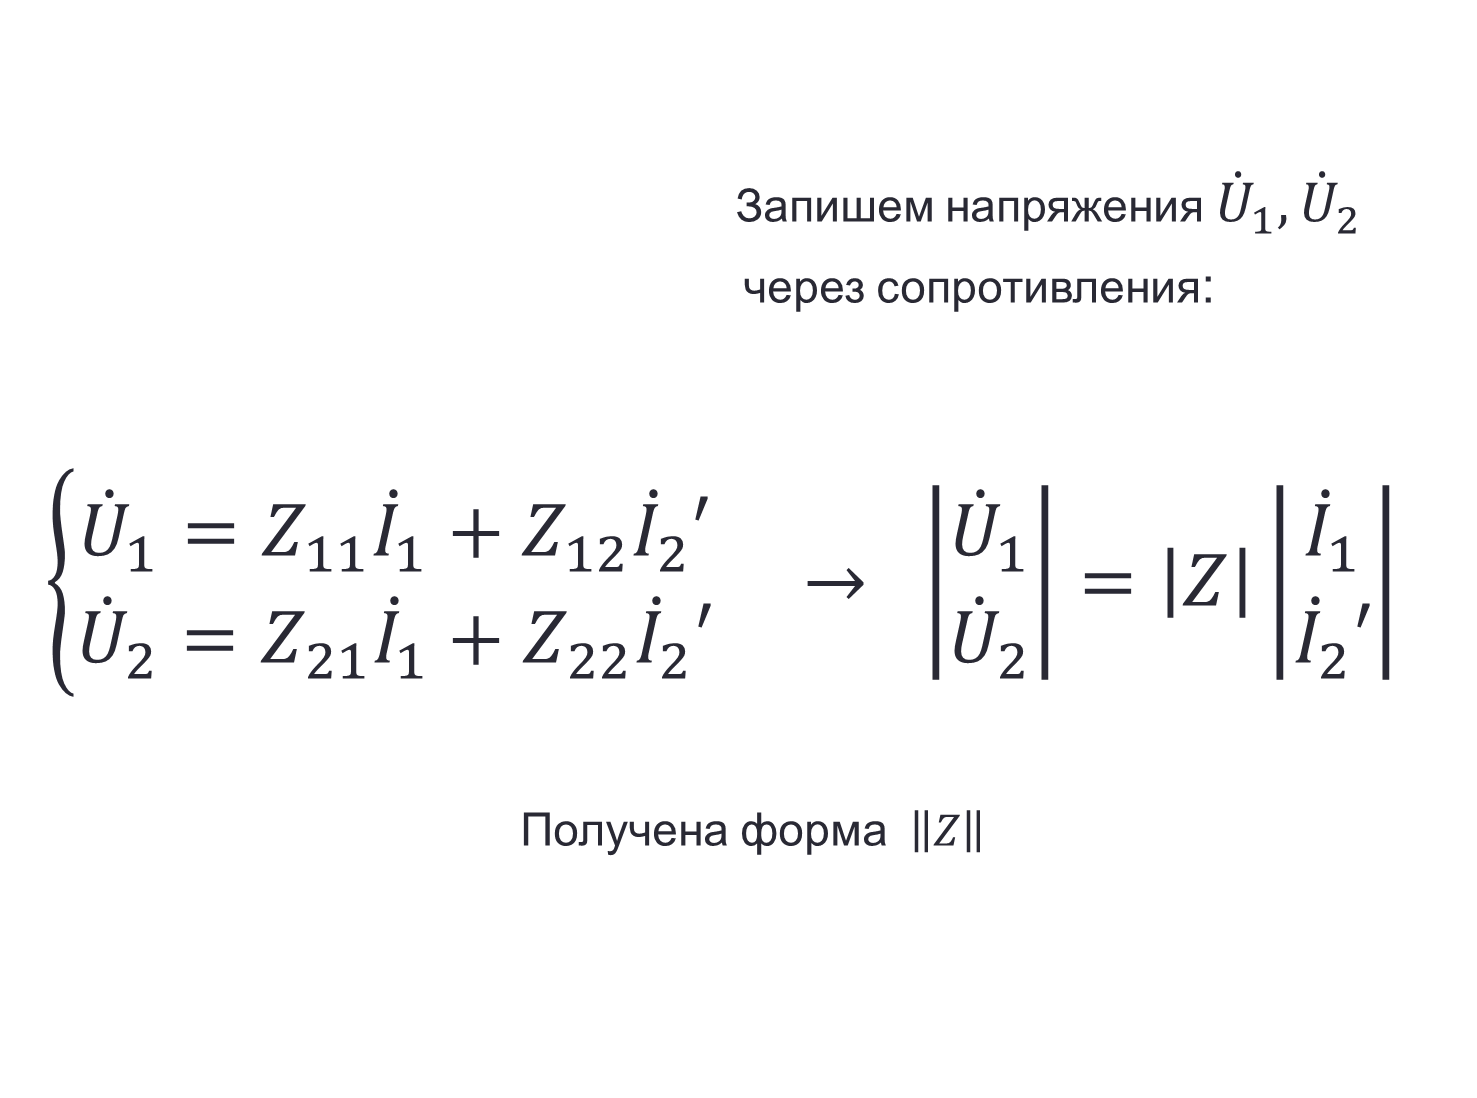 Запишем напряжения U̇₁, U̇₂
через сопротивления:
{U̇₁ = Z₁₁İ₁ + Z₁₂İ₂′
U̇₂ = Z₂₁İ₁ + Z₂₂İ₂′ → |U̇₁ U̇₂| = |Z| |İ₁ İ₂′|
Получена форма ‖Z‖